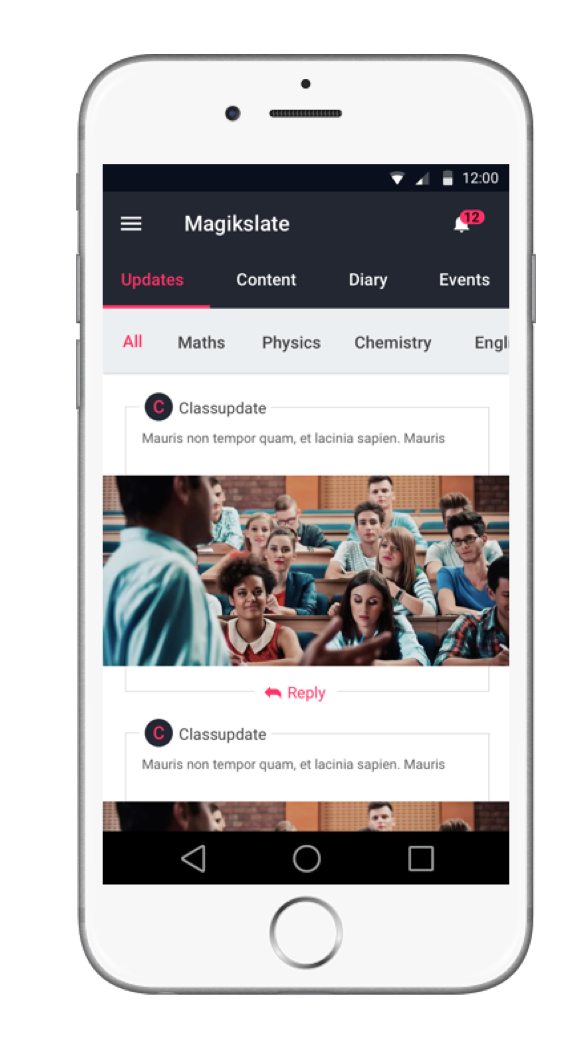 12:00
Magikslate 12
Updates Content Diary Events
All Maths Physics Chemistry Engl
C Classupdate
Mauris non tempor quam, et lacinia sapien. Mauris
Reply
C Classupdate
Mauris non tempor quam, et lacinia sapien. Mauris